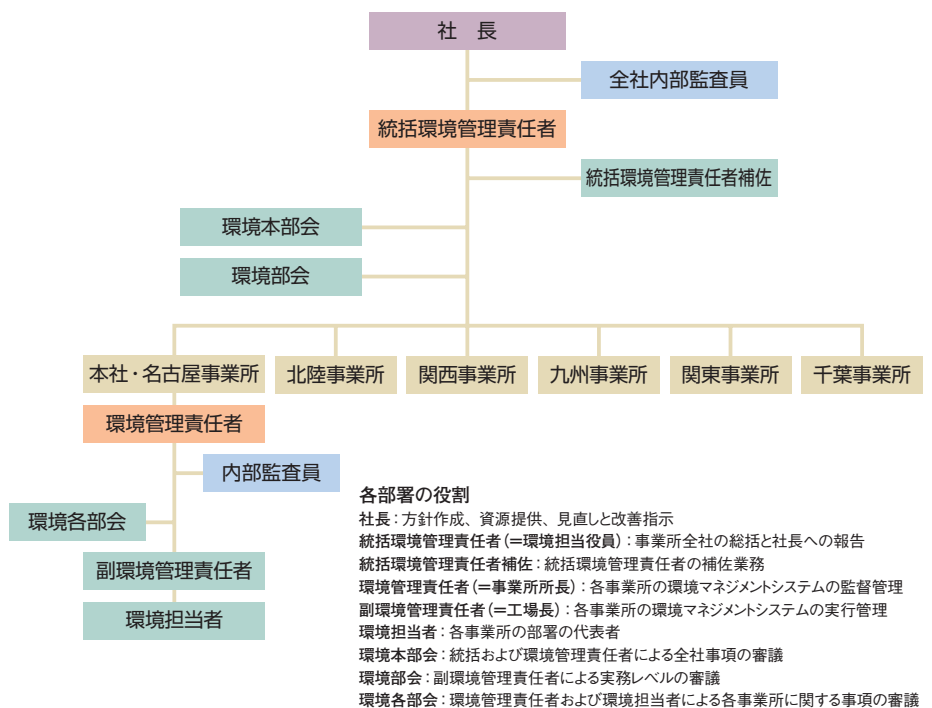 社　長
全社内部監査員
統括環境管理責任者
統括環境管理責任者補佐
環境本部会
環境部会
本社・名古屋事業所
北陸事業所
関西事業所
九州事業所
関東事業所
千葉事業所
環境管理責任者
内部監査員
環境各部会
副環境管理責任者
環境担当者
各部署の役割
社長：方針作成、資源提供、見直しと改善指示
統括環境管理責任者（＝環境担当役員）：事業所全社の総括と社長への報告
統括環境管理責任者補佐：統括環境管理責任者の補佐業務
環境管理責任者（＝事業所所長）：各事業所の環境マネジメントシステムの監督管理
副環境管理責任者（＝工場長）：各事業所の環境マネジメントシステムの実行管理
環境担当者：各事業所の部署の代表者
環境本部会：統括および環境管理責任者による全社事項の審議
環境部会：副環境管理責任者による実務レベルの審議
環境各部会：環境管理責任者および環境担当者による各事業所に関する事項の審議